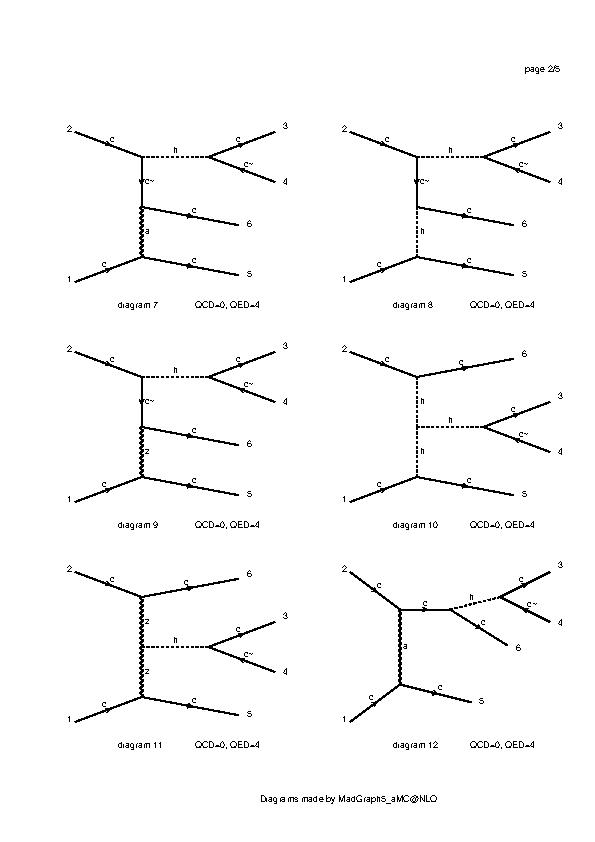 page 2/5
2 c h c 3
c~ 4
c~
c 6
a
1 c c 5
diagram 7 QCD=0, QED=4
2 c h c 3
c~ 4
c~
c 6
h
1 c c 5
diagram 8 QCD=0, QED=4
2 c h c 3
c~ 4
c~
c 6
z
1 c c 5
diagram 9 QCD=0, QED=4
2 c c 6
h
h c 3
c~ 4
h
1 c c 5
diagram 10 QCD=0, QED=4
2 c c 6
z
h c 3
c~ 4
z
1 c c 5
diagram 11 QCD=0, QED=4
2 c c h c 3
c~ 4
c 6
a
1 c c 5
diagram 12 QCD=0, QED=4
Diagrams made by MadGraph5_aMC@NLO